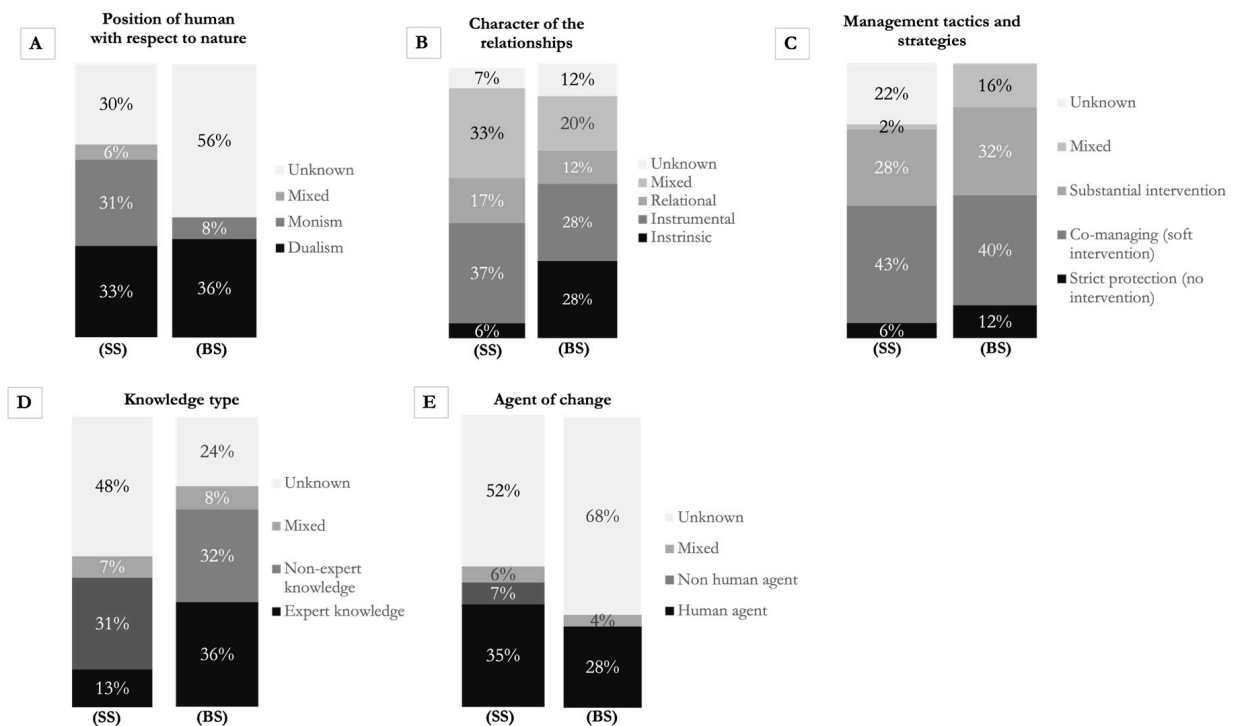 A
Position of human
with respect to nature
30%
6%
31%
33%
(SS)
56%
8%
36%
(BS)
Unknown
Mixed
Monism
Dualism
B
Character of the
relationships
7%
33%
17%
37%
6%
(SS)
12%
20%
12%
28%
28%
(BS)
Unknown
Mixed
Relational
Instrumental
Instrinsic
C
Management tactics and
strategies
22%
2%
28%
43%
6%
(SS)
16%
32%
40%
12%
(BS)
Unknown
Mixed
Substantial intervention
Co-managing (soft
intervention)
Strict protection (no
intervention)
D
Knowledge type
48%
7%
31%
13%
(SS)
24%
8%
32%
36%
(BS)
Unknown
Mixed
Non-expert
knowledge
Expert knowledge
E
Agent of change
52%
6%
7%
35%
(SS)
68%
4%
28%
(BS)
Unknown
Mixed
Non human agent
Human agent